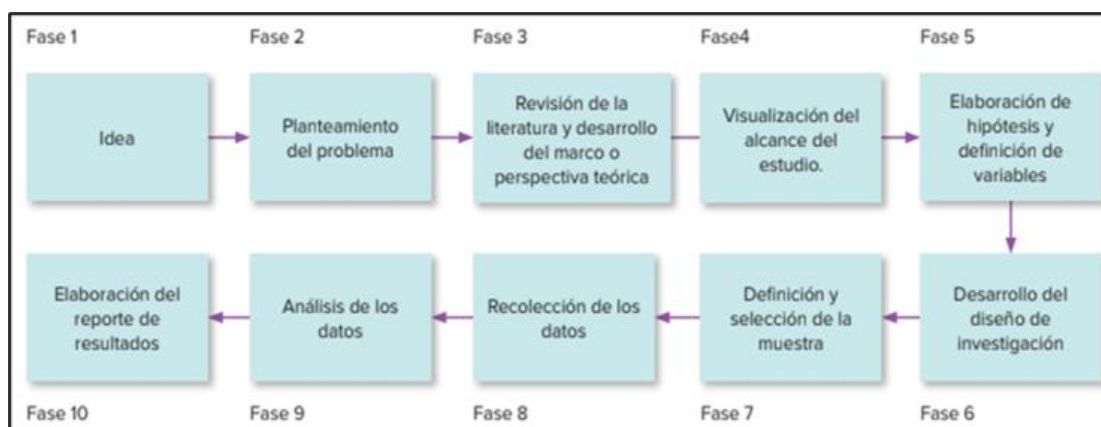 Fase 1
Fase 2
Fase 3
Fase4
Fase 5
Idea
Planteamiento
del problema
Revisión de la
literatura y desarrollo
del marco o
perspectiva teórica
Visualización del
alcance del
estudio.
Elaboración de
hipótesis y
definición de
variables
Desarrollo del
diseño de
investigación
Definición y
selección de la
muestra
Recolección de los
datos
Análisis de los
datos
Elaboración del
reporte de
resultados
Fase 10
Fase 9
Fase 8
Fase 7
Fase 6